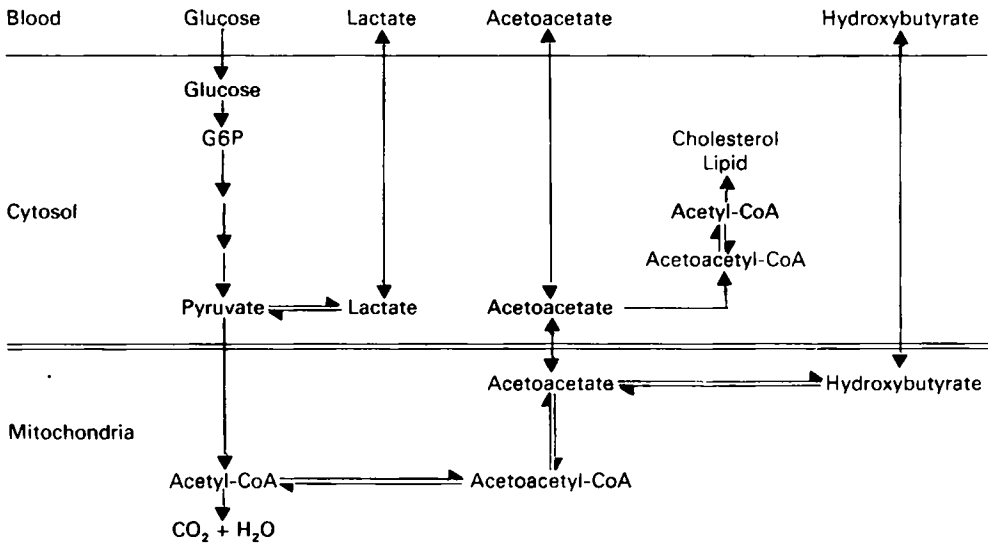 Blood Glucose Lactate Acetoacetate Hydroxybutyrate
Glucose
G6P
Cholesterol
Lipid
Cytosol Acetyl-CoA
Acetoacetyl-CoA
Pyruvate Lactate Acetoacetate
Acetoacetate Hydroxybutyrate
Mitochondria
Acetyl-CoA Acetoacetyl-CoA
CO₂ + H₂O